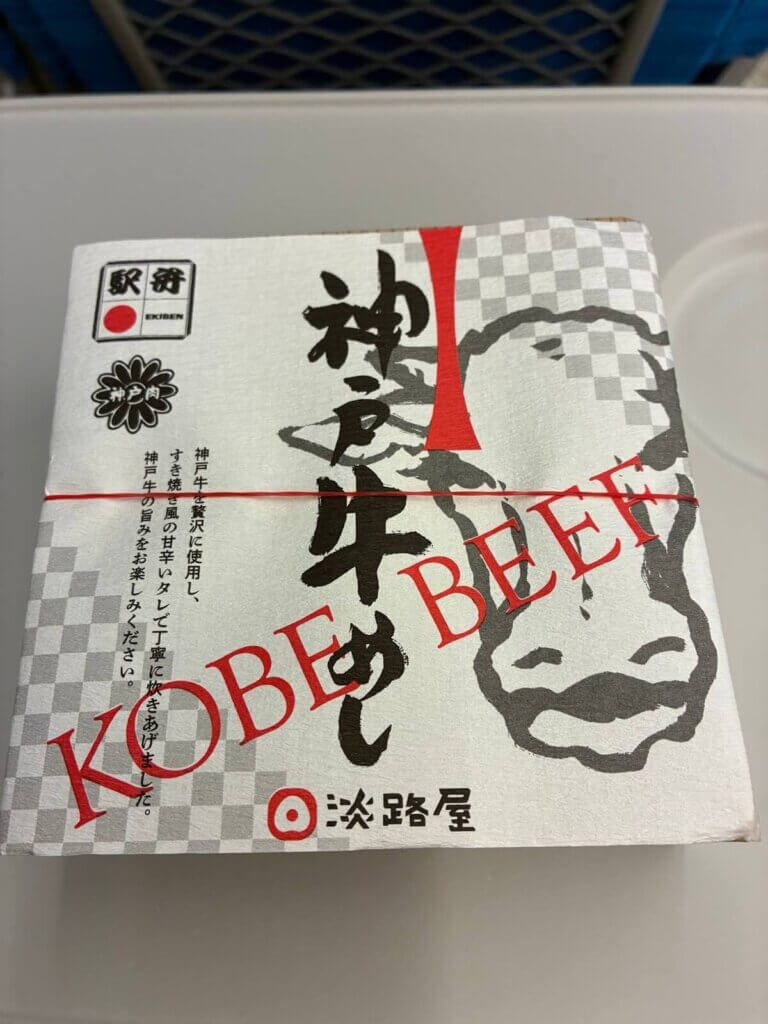 駅弁
EKIBEN
神戸肉
神戸牛めし
神戸牛を贅沢に使用し、
すき焼き風の甘辛いタレで丁寧に炊きあげました。
神戸牛の旨みをお楽しみください。
KOBE BEEF
淡路屋